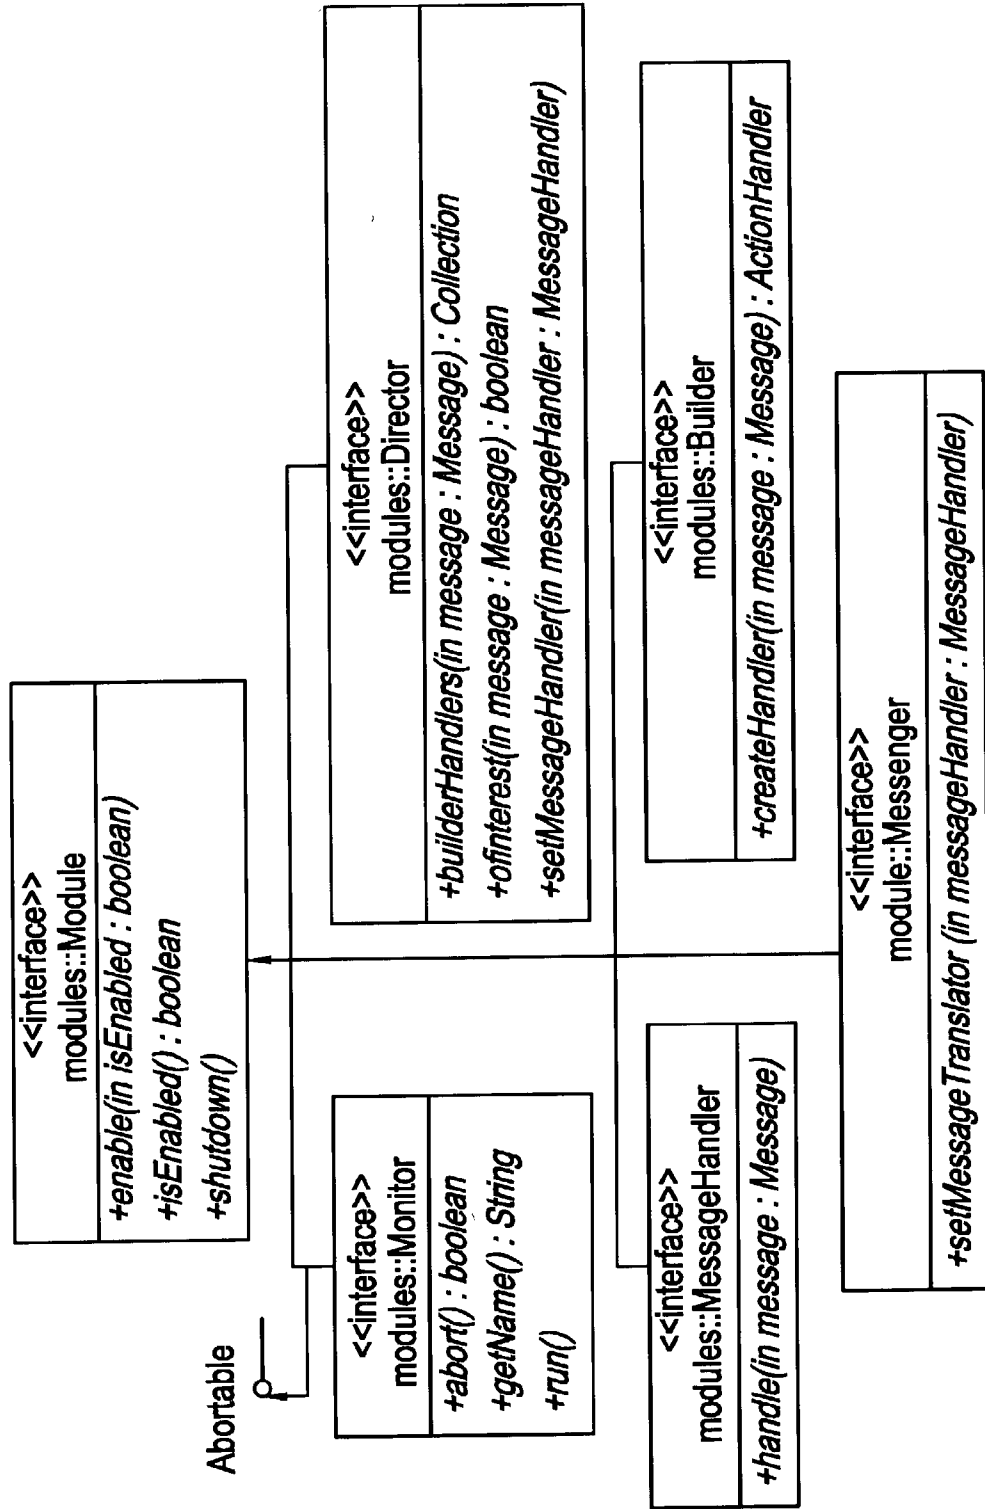 <<interface>>
modules::Module
+enable(in isEnabled : boolean)
+isEnabled() : boolean
+shutdown()
Abortable
<<interface>>
modules::Monitor
+abort() : boolean
+getName() : String
+run()
<<interface>>
modules::Director
+builderHandlers(in message : Message) : Collection
+ofinterest(in message : Message) : boolean
+setMessageHandler(in messageHandler : MessageHandler)
<<interface>>
modules::MessageHandler
+handle(in message : Message)
<<interface>>
modules::Builder
+createHandler(in message : Message) : ActionHandler
<<interface>>
module::Messenger
+setMessageTranslator (in messageHandler : MessageHandler)